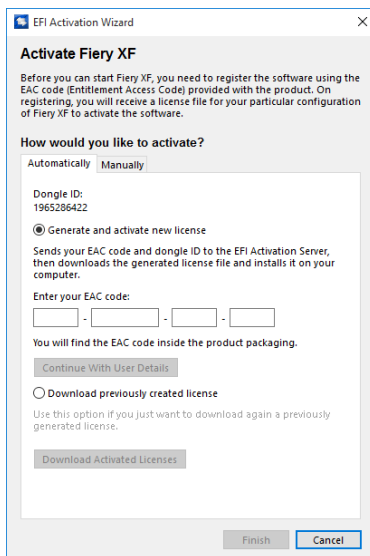 EFI Activation Wizard
Activate Fiery XF
Before you can start Fiery XF, you need to register the software using the
EAC code (Entitlement Access Code) provided with the product. On
registering, you will receive a license file for your particular configuration
of Fiery XF to activate the software.
How would you like to activate?
Automatically Manually
Dongle ID:
1965286422
Generate and activate new license
Sends your EAC code and dongle ID to the EFI Activation Server,
then downloads the generated license file and installs it on your
computer.
Enter your EAC code:
- - -
You will find the EAC code inside the product packaging.
Continue With User Details
Download previously created license
Use this option if you just want to download again a previously
generated license.
Download Activated Licenses
Finish Cancel